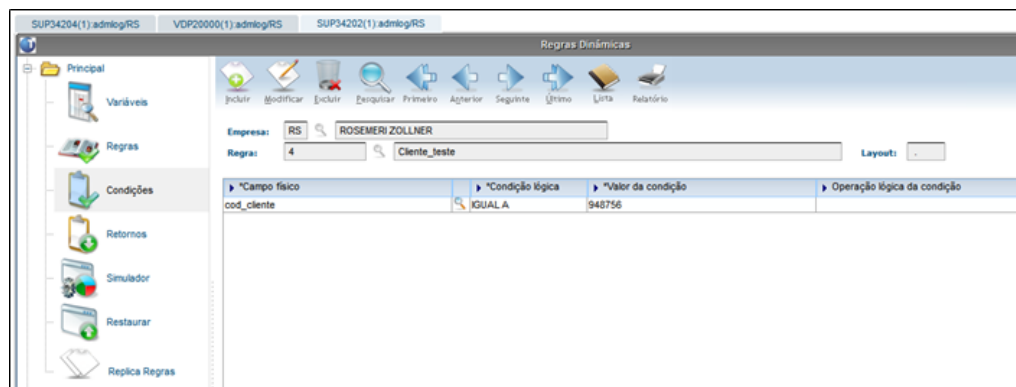 SUP34204(1):admlog/RS VDP20000(1):admlog/RS SUP34202(1):admlog/RS
Regras Dinâmicas
Principal
Variáveis
Regras
Condições
Retornos
Simulador
Restaurar
Replica Regras
Incluir Modificar Excluir Pesquisar Primeiro Anterior Seguinte Último Lista Relatório
Empresa: RS ROSEMERI ZOLLNER
Regra: 4 Cliente_teste Layout: .
*Campo físico *Condição lógica *Valor da condição Operação lógica da condição
cod_cliente IGUAL A 948756